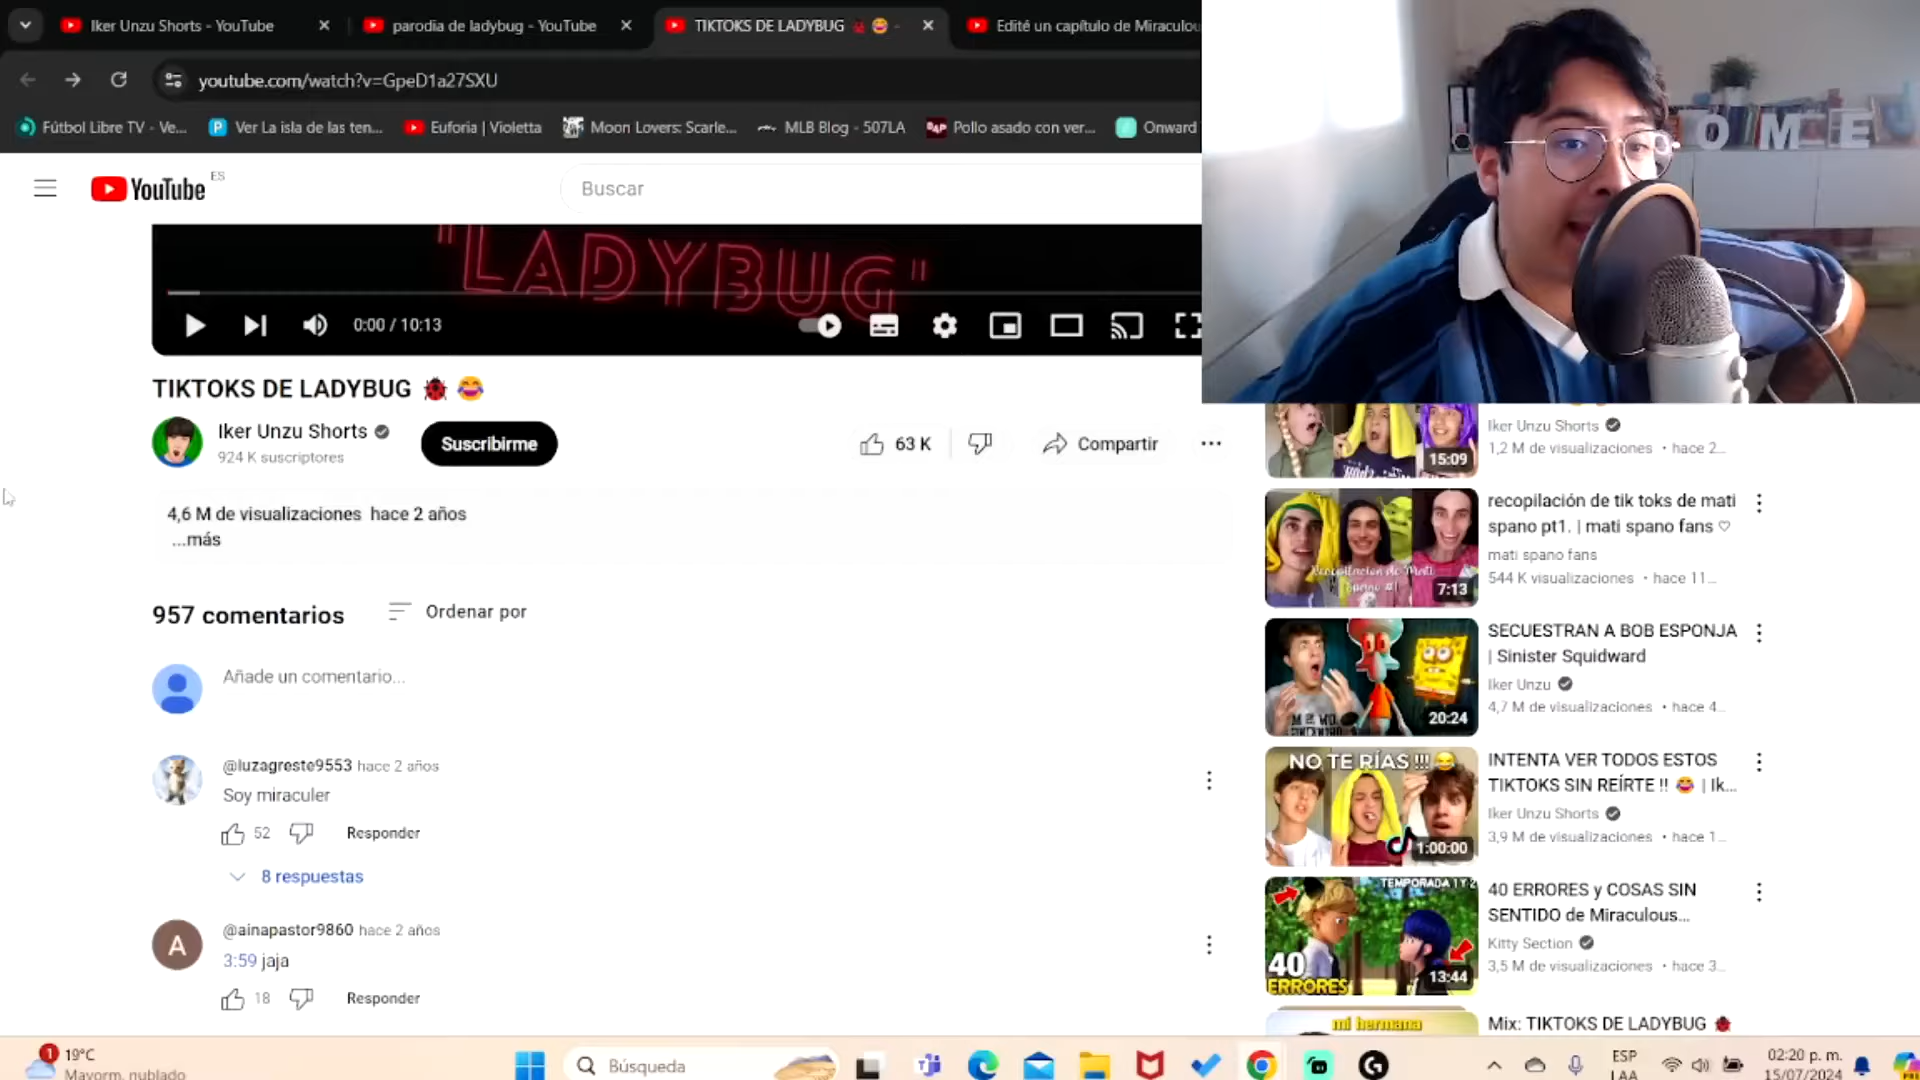 Iker Unzu Shorts - YouTube
parodia de ladybug - YouTube
TIKTOKS DE LADYBUG 🐞 😂 -
Edité un capítulo de Miraculou
youtube.com/watch?v=GpeD1a27SXU
Fútbol Libre TV - Ve...
Ver La isla de las ten...
Euforia | Violetta
Moon Lovers: Scarle...
MLB Blog - 507LA
Pollo asado con ver...
Onward
OME
YouTube ES
Buscar
"LADYBUG"
0:00 / 10:13
TIKTOKS DE LADYBUG 🐞 😂
Iker Unzu Shorts
924 K suscriptores
Suscribirme
63 K
Compartir
4,6 M de visualizaciones hace 2 años
...más
957 comentarios
Ordenar por
Añade un comentario...
@luzagreste9553 hace 2 años
Soy miraculer
52
Responder
8 respuestas
A
@ainapastor9860 hace 2 años
3:59 jaja
18
Responder
15:09
Iker Unzu Shorts
1,2 M de visualizaciones • hace 2...
7:13
recopilación de tik toks de mati
spano pt1. | mati spano fans ♡
mati spano fans
544 K visualizaciones • hace 11...
20:24
SECUESTRAN A BOB ESPONJA
| Sinister Squidward
Iker Unzu
4,7 M de visualizaciones • hace 4...
NO TE RÍAS !!! 😂
1:00:00
INTENTA VER TODOS ESTOS
TIKTOKS SIN REÍRTE !! 😂 | Ik...
Iker Unzu Shorts
3,9 M de visualizaciones • hace 1...
TEMPORADA 1 Y 2
40
ERRORES
13:44
40 ERRORES y COSAS SIN
SENTIDO de Miraculous...
Kitty Section
3,5 M de visualizaciones • hace 3...
mi hermana
Mix: TIKTOKS DE LADYBUG 🐞
1
19°C
Mayorm. nublado
Búsqueda
ESP
LAA
02:20 p. m.
15/07/2024